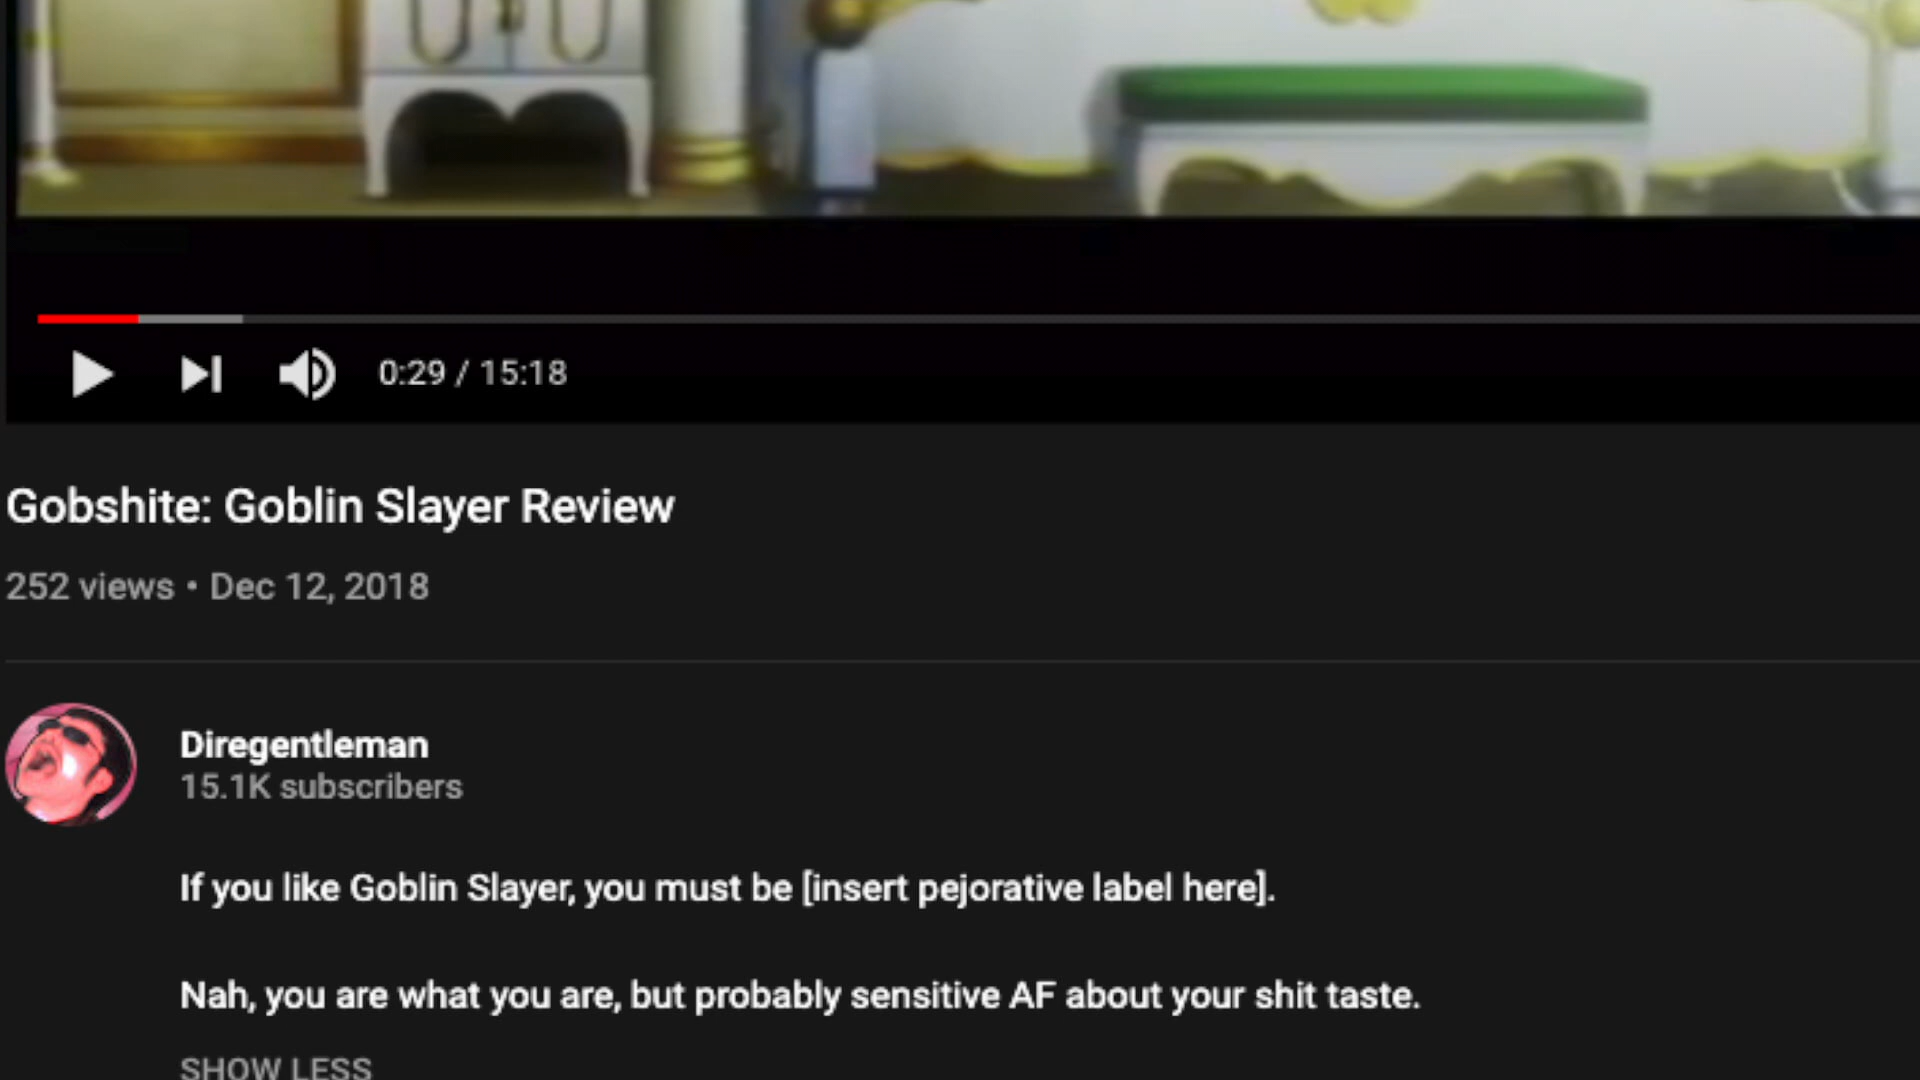 0:29 / 15:18
Gobshite: Goblin Slayer Review
252 views • Dec 12, 2018
Diregentleman
15.1K subscribers
If you like Goblin Slayer, you must be [insert pejorative label here].
Nah, you are what you are, but probably sensitive AF about your shit taste.
SHOW LESS